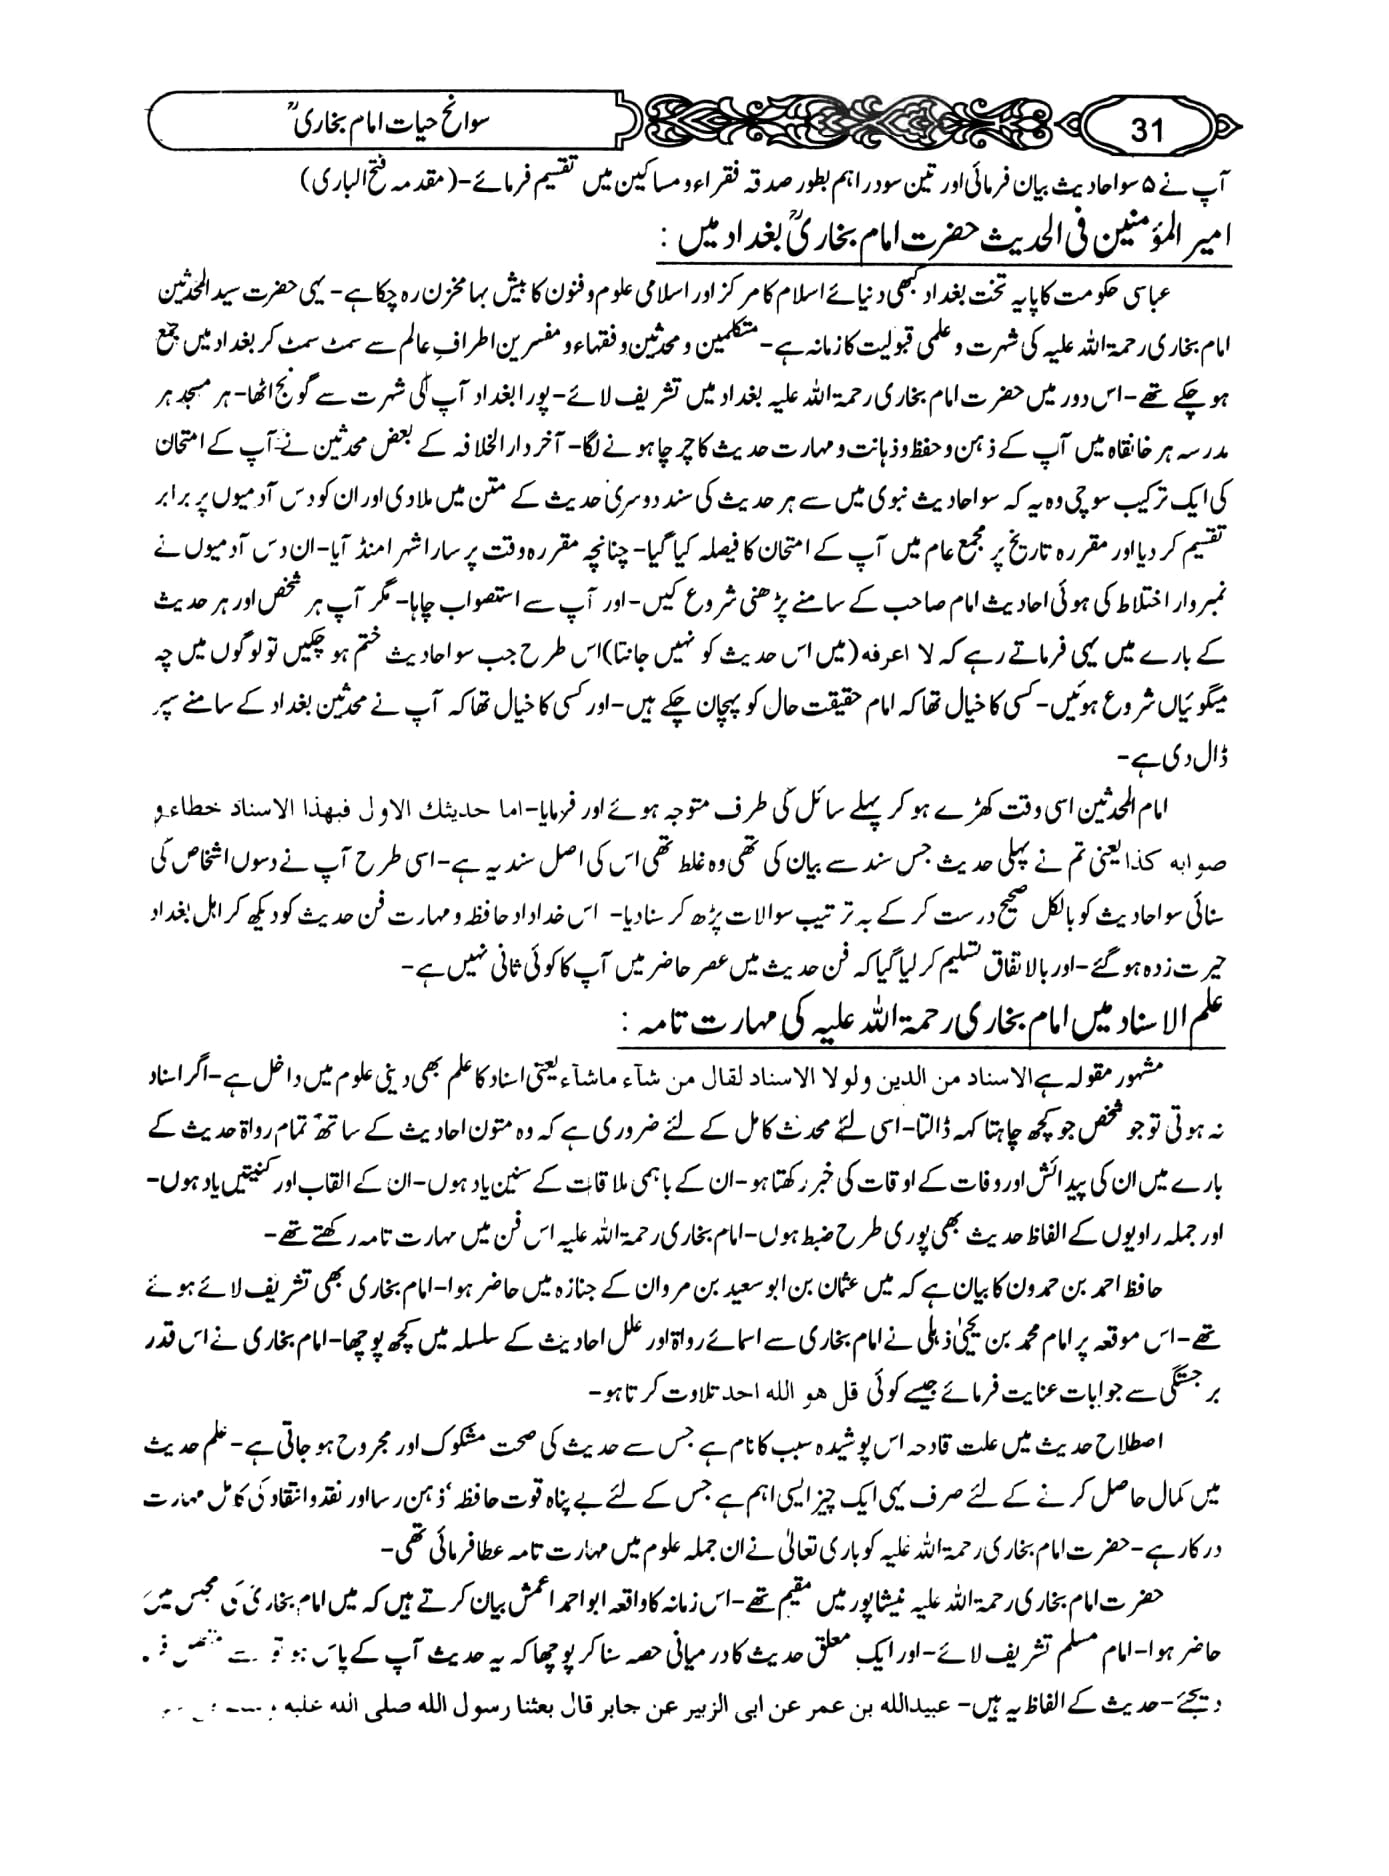 31
سوانح حیات امام بخاریؒ
آپ نے ۵ سو احادیث بیان فرمائی اور تین سو دراہم بطور صدقہ فقراء و مساکین میں تقسیم فرمائے-(مقدمہ فتح الباری)
امیر المؤمنین فی الحدیث حضرت امام بخاریؒ بغداد میں :
عباسی حکومت کا پایہ تخت بغداد کبھی دنیائے اسلام کا مرکز اور اسلامی علوم و فنون کا بیش بہا مخزن رہ چکا ہے- یہی حضرت سید المحدثین
امام بخاری رحمۃ اللہ علیہ کی شہرت و علمی قبولیت کا زمانہ ہے- متکلمین و محدثین و فقہاء و مفسرین اطراف عالم سے سمٹ سمٹ کر بغداد میں جمع
ہو چکے تھے-اس دور میں حضرت امام بخاری رحمۃ اللہ علیہ بغداد میں تشریف لائے- پورا بغداد آپ کی شہرت سے گونج اٹھا- ہر مسجد ہر
مدرسہ ہر خانقاہ میں آپ کے ذہن و حفظ و ذہانت و مہارت حدیث کا چرچا ہونے لگا- آخر دار الخلافہ کے بعض محدثین نے آپ کے امتحان
کی ایک ترکیب سوچی وہ یہ کہ سو احادیث نبوی میں سے ہر حدیث کی سند دوسری حدیث کے متن میں ملا دی اور ان کو دس آدمیوں پر برابر
تقسیم کر دیا اور مقررہ تاریخ پر مجمع عام میں آپ کے امتحان کا فیصلہ کیا گیا- چنانچہ مقررہ وقت پر سارا شہر امنڈ آیا-ان دس آدمیوں نے
نمبر وار اختلاط کی ہوئی احادیث امام صاحب کے سامنے پڑھنی شروع کیں-اور آپ سے استصواب چاہا- مگر آپ ہر شخص اور ہر حدیث
کے بارے میں یہی فرماتے رہے کہ لا اعرفه (میں اس حدیث کو نہیں جانتا) اس طرح جب سو احادیث ختم ہو چکیں تو لوگوں میں چہ
میگوئیاں شروع ہوئیں- کسی کا خیال تھا کہ امام حقیقت حال کو پہچان چکے ہیں-اور کسی کا خیال تھا کہ آپ نے محدثین بغداد کے سامنے سپر
ڈال دی ہے-
امام المحدثین اسی وقت کھڑے ہو کر پہلے سائل کی طرف متوجہ ہوئے اور فرمایا-اما حديثك الاول فبهذا الاسناد خطاء و
صوابه كذا یعنی تم نے پہلی حدیث جس سند سے بیان کی تھی وہ غلط تھی اس کی اصل سند یہ ہے-اسی طرح آپ نے دسوں اشخاص کی
سنائی سو احادیث کو بالکل صحیح درست کر کے بہ ترتیب سوالات پڑھ کر سنا دیا- اس خداداد حافظہ و مہارت فن حدیث کو دیکھ کر اہل بغداد
حیرت زدہ ہو گئے-اور بالاتفاق تسلیم کر لیا گیا کہ فن حدیث میں عصر حاضر میں آپ کا کوئی ثانی نہیں ہے-
علم الاسناد میں امام بخاری رحمۃ اللہ علیہ کی مہارت تامہ :
مشہور مقولہ ہے الاسناد من الدين ولو لا الاسناد لقال من شآء ماشآء یعنی اسناد کا علم بھی دینی علوم میں داخل ہے-اگر اسناد
نہ ہوتی تو جو شخص جو کچھ چاہتا کہہ ڈالتا-اسی لئے محدث کامل کے لئے ضروری ہے کہ وہ متون احادیث کے ساتھ تمام رواۃ حدیث کے
بارے میں ان کی پیدائش اور وفات کے اوقات کی خبر رکھتا ہو-ان کے باہمی ملاقات کے سنین یاد ہوں-ان کے القاب اور کنیتیں یاد ہوں-
اور جملہ راویوں کے الفاظ حدیث بھی پوری طرح ضبط ہوں-امام بخاری رحمۃ اللہ علیہ اس فن میں مہارت تامہ رکھتے تھے-
حافظ احمد بن حمدون کا بیان ہے کہ میں عثمان بن ابو سعید بن مروان کے جنازہ میں حاضر ہوا-امام بخاری بھی تشریف لائے ہوئے
تھے-اس موقعہ پر امام محمد بن یحییٰ ذہلی نے امام بخاری سے اسمائے رواۃ اور علل احادیث کے سلسلہ میں کچھ پوچھا-امام بخاری نے اس قدر
برجستگی سے جوابات عنایت فرمائے جیسے کوئی قل هو الله احد تلاوت کرتا ہو-
اصطلاح حدیث میں علت قادحہ اس پوشیدہ سبب کا نام ہے جس سے حدیث کی صحت مشکوک اور مجروح ہو جاتی ہے- علم حدیث
میں کمال حاصل کرنے کے لئے صرف یہی ایک چیز ایسی اہم ہے جس کے لئے بے پناہ قوت حافظہ' ذہن رسا اور نقد و انتقاد کی کامل مہارت
درکار ہے- حضرت امام بخاری رحمۃ اللہ علیہ کو باری تعالیٰ نے ان جملہ علوم میں مہارت تامہ عطا فرمائی تھی-
حضرت امام بخاری رحمۃ اللہ علیہ نیشاپور میں مقیم تھے-اس زمانہ کا واقعہ ابو احمد اعمش بیان کرتے ہیں کہ میں امام بخاری کی مجلس میں
حاضر ہوا-امام مسلم تشریف لائے-اور ایک معلق حدیث کا درمیانی حصہ سنا کر پوچھا کہ یہ حدیث آپ کے پاس ہو تو
دیجئے-حدیث کے الفاظ یہ ہیں- عبيدالله بن عمر عن ابى الزبير عن جابر قال بعثنا رسول الله صلى الله عليه